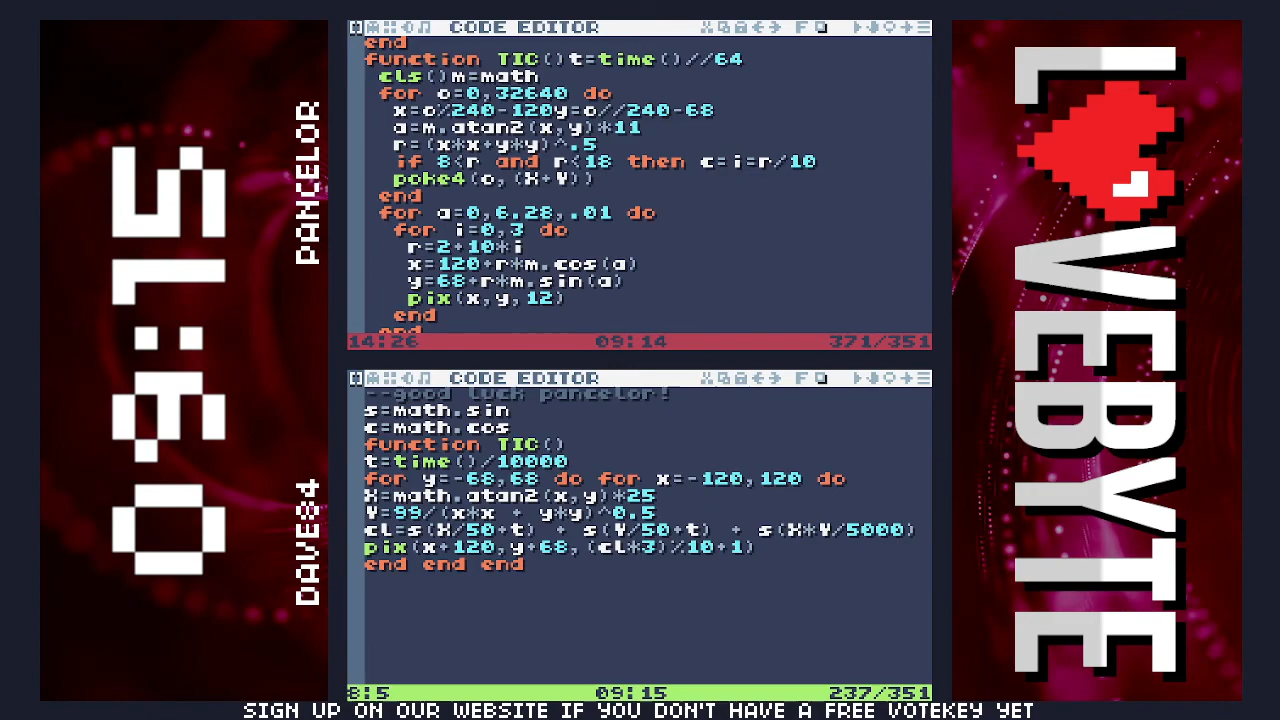 09:15
PANCELOR
DAVE84
CODE EDITOR
end
function TIC()t=time()//64
cls()m=math
for o=0,32640 do
x=o%240-120y=o//240-68
a=m.atan2(x,y)*11
r=(x*x+y*y)^.5
if 8<r and r<18 then c=i=r/10
poke4(o,(X+Y))
end
for a=0,6.28,.01 do
for i=0,3 do
r=2+10*i
x=120+r*m.cos(a)
y=68+r*m.sin(a)
pix(x,y,12)
end
end
14:26 09:14 371/351
CODE EDITOR
--good luck pancelor!
s=math.sin
c=math.cos
function TIC()
t=time()/10000
for y=-68,68 do for x=-120,120 do
X=math.atan2(x,y)*25
Y=99/(x*x + y*y)^0.5
cl=s(X/50+t) + s(Y/50+t) + s(X*Y/5000)
pix(x+120,y+68,(cl*3)%10+1)
end end end
8:5 09:15 237/351
L♥VEBYTE
SIGN UP ON OUR WEBSITE IF YOU DON'T HAVE A FREE VOTEKEY YET